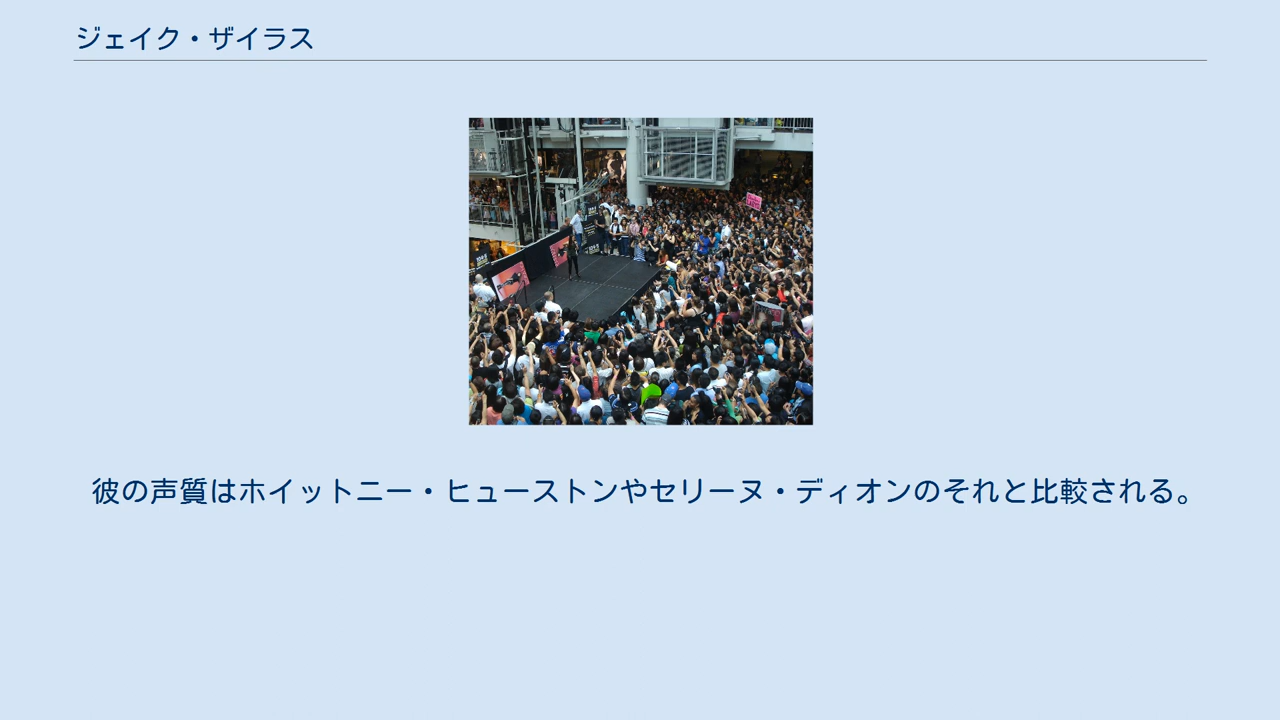 ジェイク・ザイラス
彼の声質はホイットニー・ヒューストンやセリーヌ・ディオンのそれと比較される。